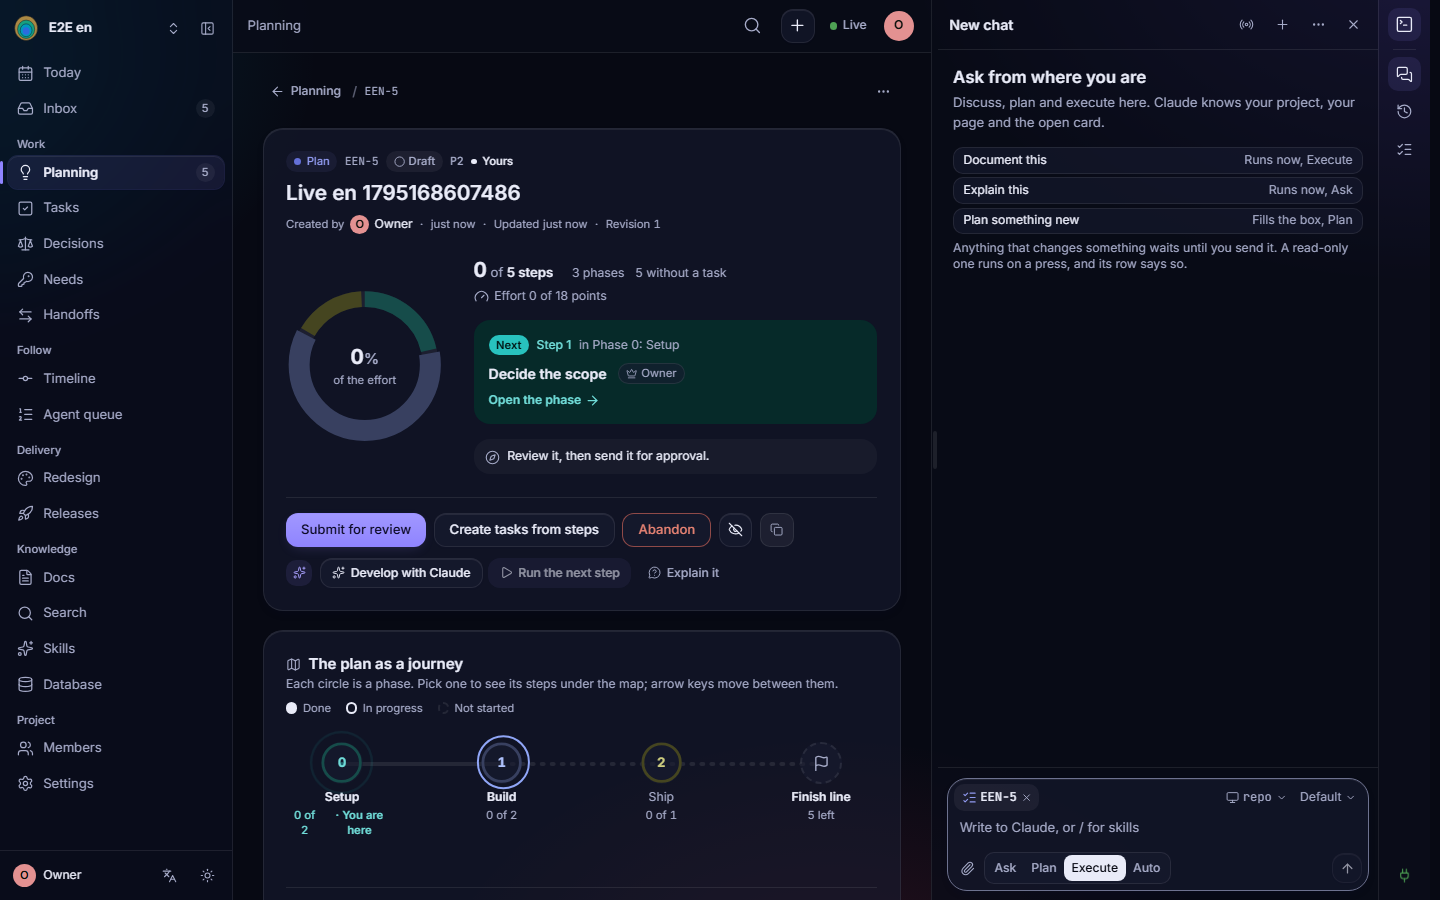 E2E en
Today
Inbox 5
Work
Planning 5
Tasks
Decisions
Needs
Handoffs
Follow
Timeline
Agent queue
Delivery
Redesign
Releases
Knowledge
Docs
Search
Skills
Database
Project
Members
Settings
O Owner
Planning
Live O
Planning / EEN-5
Plan EEN-5 Draft P2 Yours
Live en 1795168607486
Created by O Owner · just now · Updated just now · Revision 1
0 of 5 steps 3 phases 5 without a task
Effort 0 of 18 points
0%
of the effort
Next Step 1 in Phase 0: Setup
Decide the scope Owner
Open the phase
Review it, then send it for approval.
Submit for review Create tasks from steps Abandon
Develop with Claude Run the next step Explain it
The plan as a journey
Each circle is a phase. Pick one to see its steps under the map; arrow keys move between them.
Done In progress Not started
0 1 2
Setup Build Ship Finish line
0 of 2 · You are here 0 of 2 0 of 1 5 left
New chat
Ask from where you are
Discuss, plan and execute here. Claude knows your project, your
page and the open card.
Document this Runs now, Execute
Explain this Runs now, Ask
Plan something new Fills the box, Plan
Anything that changes something waits until you send it. A read-only
one runs on a press, and its row says so.
EEN-5 repo Default
Write to Claude, or / for skills
Ask Plan Execute Auto